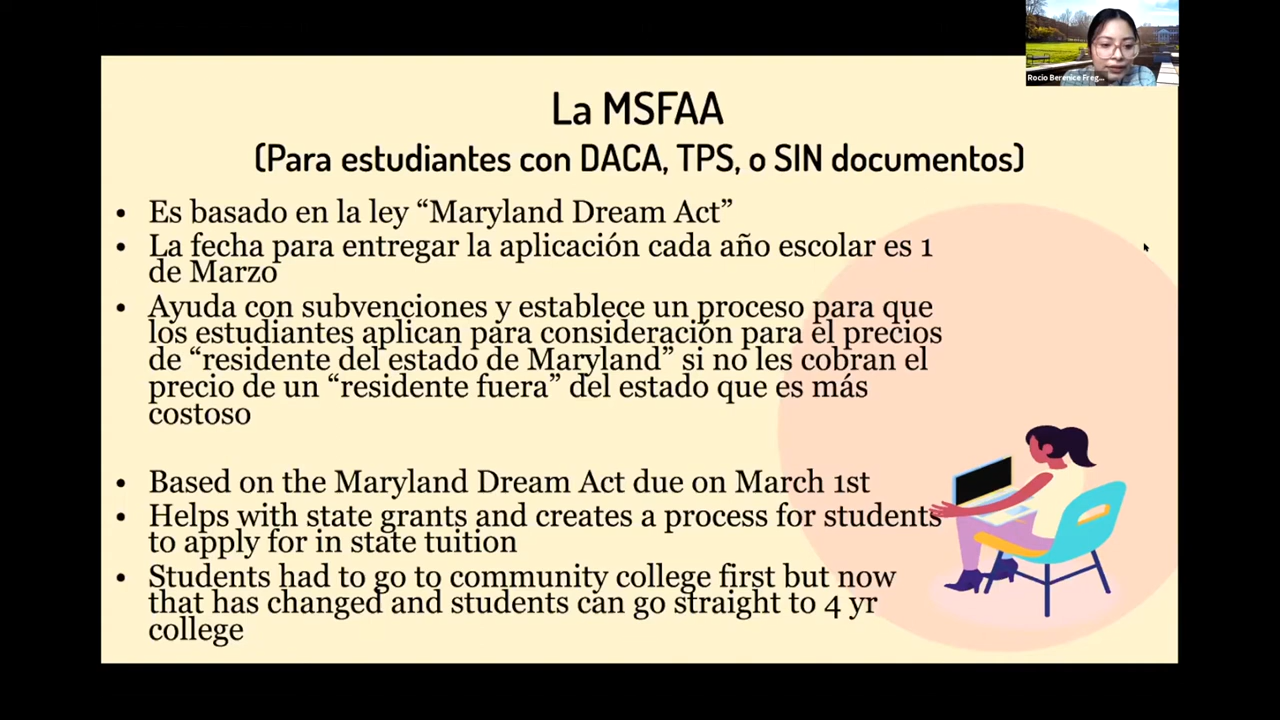 Rocio Berenice Freg...
La MSFAA
(Para estudiantes con DACA, TPS, o SIN documentos)
• Es basado en la ley “Maryland Dream Act”
• La fecha para entregar la aplicación cada año escolar es 1
de Marzo
• Ayuda con subvenciones y establece un proceso para que
los estudiantes aplican para consideración para el precios
de “residente del estado de Maryland” si no les cobran el
precio de un “residente fuera” del estado que es más
costoso
• Based on the Maryland Dream Act due on March 1st
• Helps with state grants and creates a process for students
to apply for in state tuition
• Students had to go to community college first but now
that has changed and students can go straight to 4 yr
college